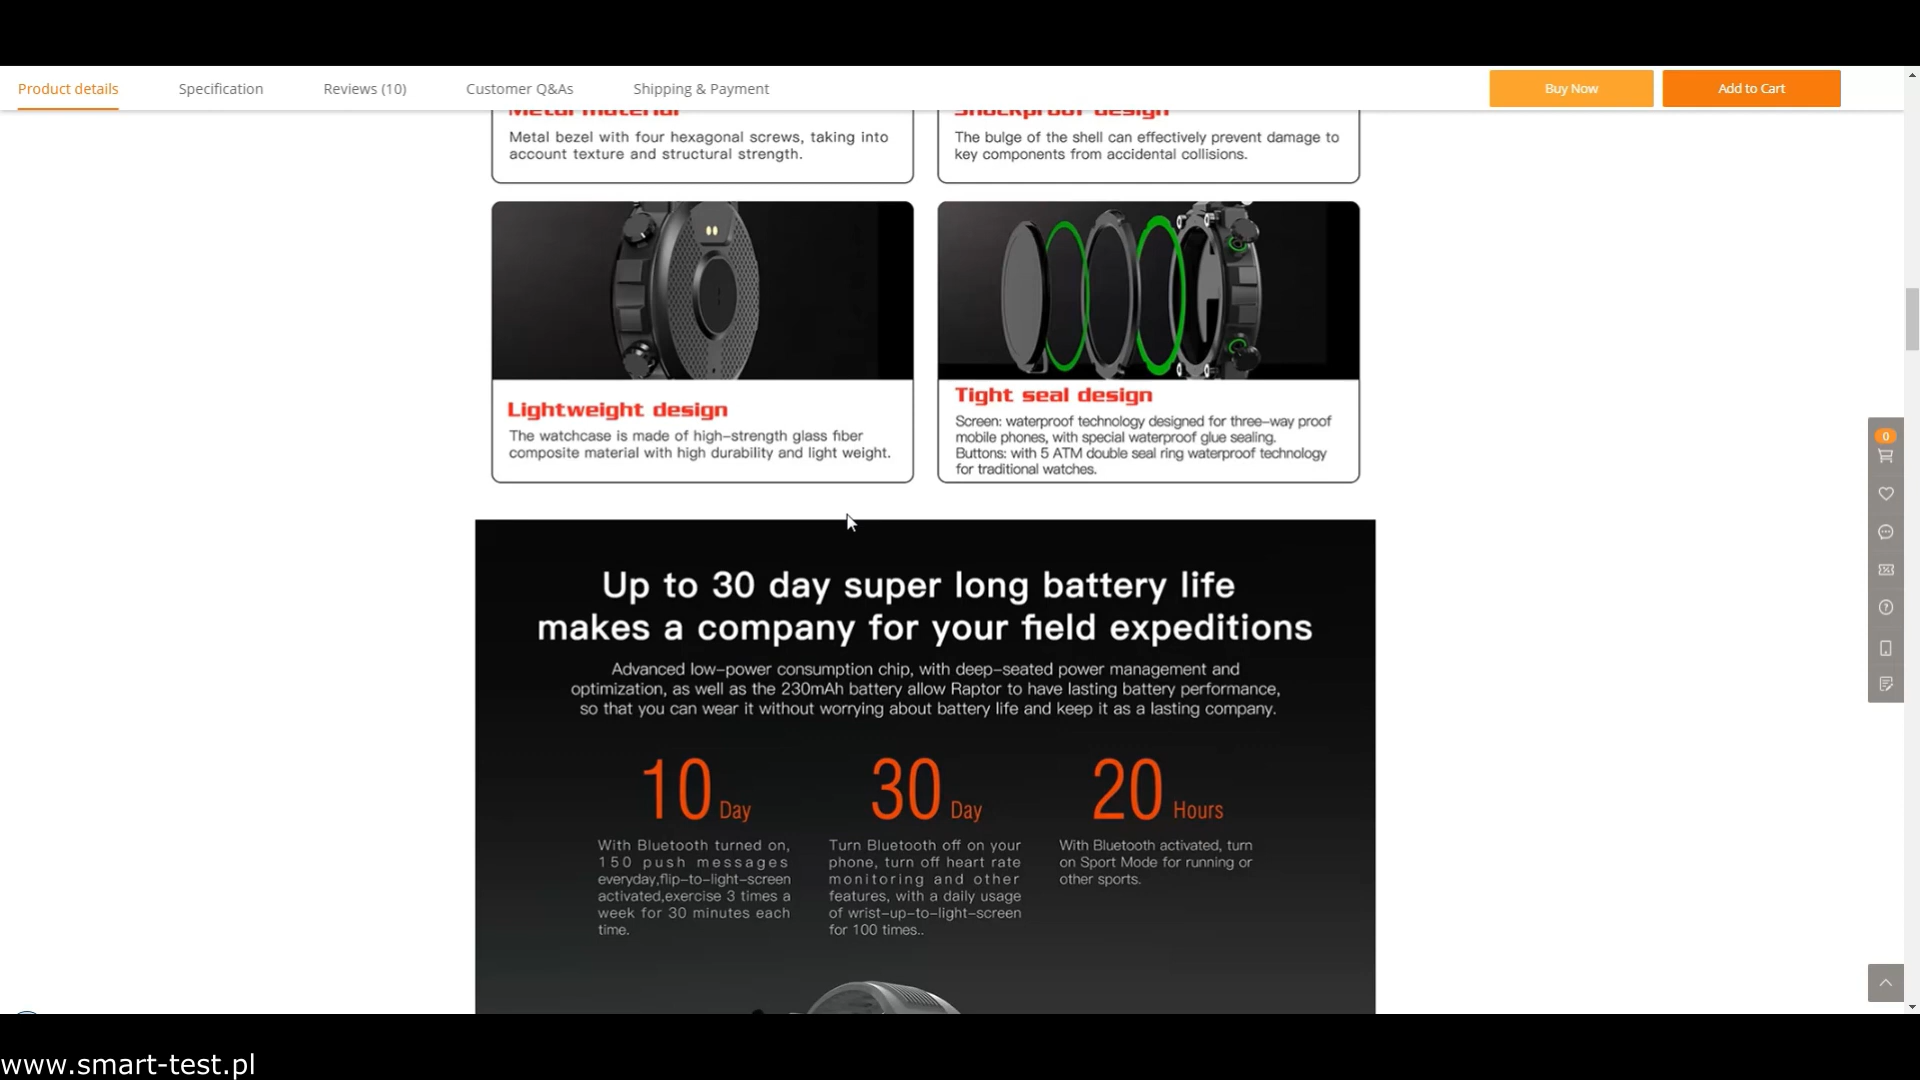 Product details
Specification
Reviews (10)
Customer Q&As
Shipping & Payment
Buy Now
Add to Cart
Metal material
Metal bezel with four hexagonal screws, taking into
account texture and structural strength.
Shockproof design
The bulge of the shell can effectively prevent damage to
key components from accidental collisions.
Lightweight design
The watchcase is made of high-strength glass fiber
composite material with high durability and light weight.
Tight seal design
Screen: waterproof technology designed for three-way proof
mobile phones, with special waterproof glue sealing.
Buttons: with 5 ATM double seal ring waterproof technology
for traditional watches.
0
Up to 30 day super long battery life
makes a company for your field expeditions
Advanced low-power consumption chip, with deep-seated power management and
optimization, as well as the 230mAh battery allow Raptor to have lasting battery performance,
so that you can wear it without worrying about battery life and keep it as a lasting company.
10 Day
With Bluetooth turned on,
150 push messages
everyday,flip-to-light-screen
activated,exercise 3 times a
week for 30 minutes each
time.
30 Day
Turn Bluetooth off on your
phone, turn off heart rate
monitoring and other
features, with a daily usage
of wrist-up-to-light-screen
for 100 times..
20 Hours
With Bluetooth activated, turn
on Sport Mode for running or
other sports.
www.smart-test.pl